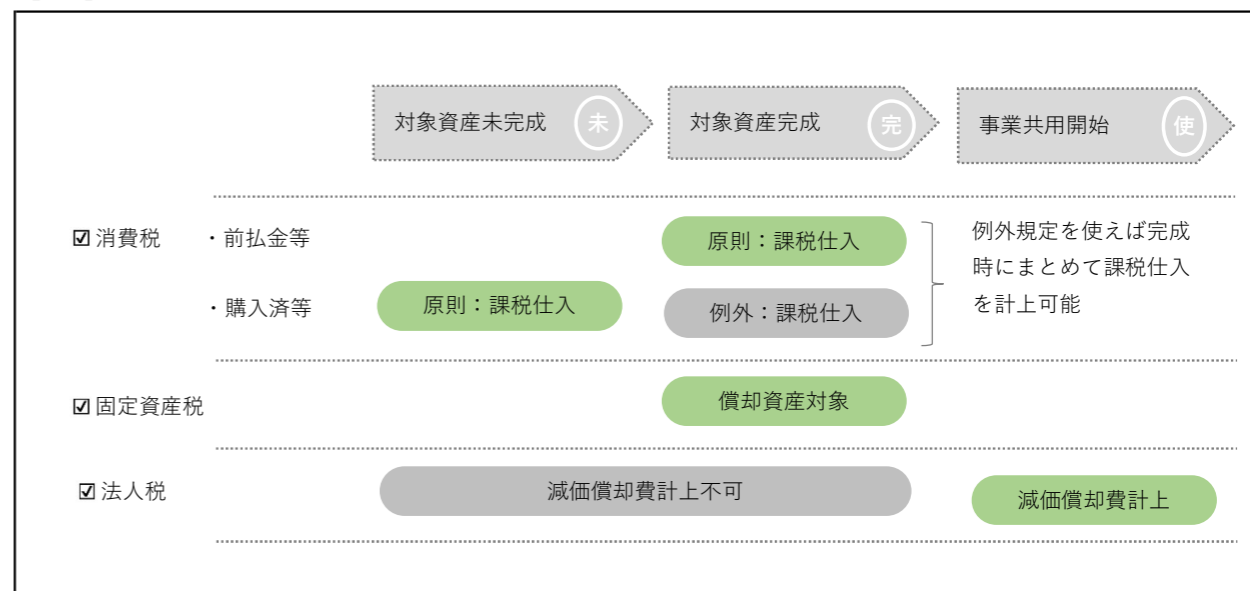 対象資産未完成 未
対象資産完成 完
事業共用開始 使
☑消費税 ・前払金等
原則：課税仕入
例外規定を使えば完成
時にまとめて課税仕入
を計上可能
・購入済等
原則：課税仕入
例外：課税仕入
☑固定資産税
償却資産対象
☑法人税
減価償却費計上不可
減価償却費計上